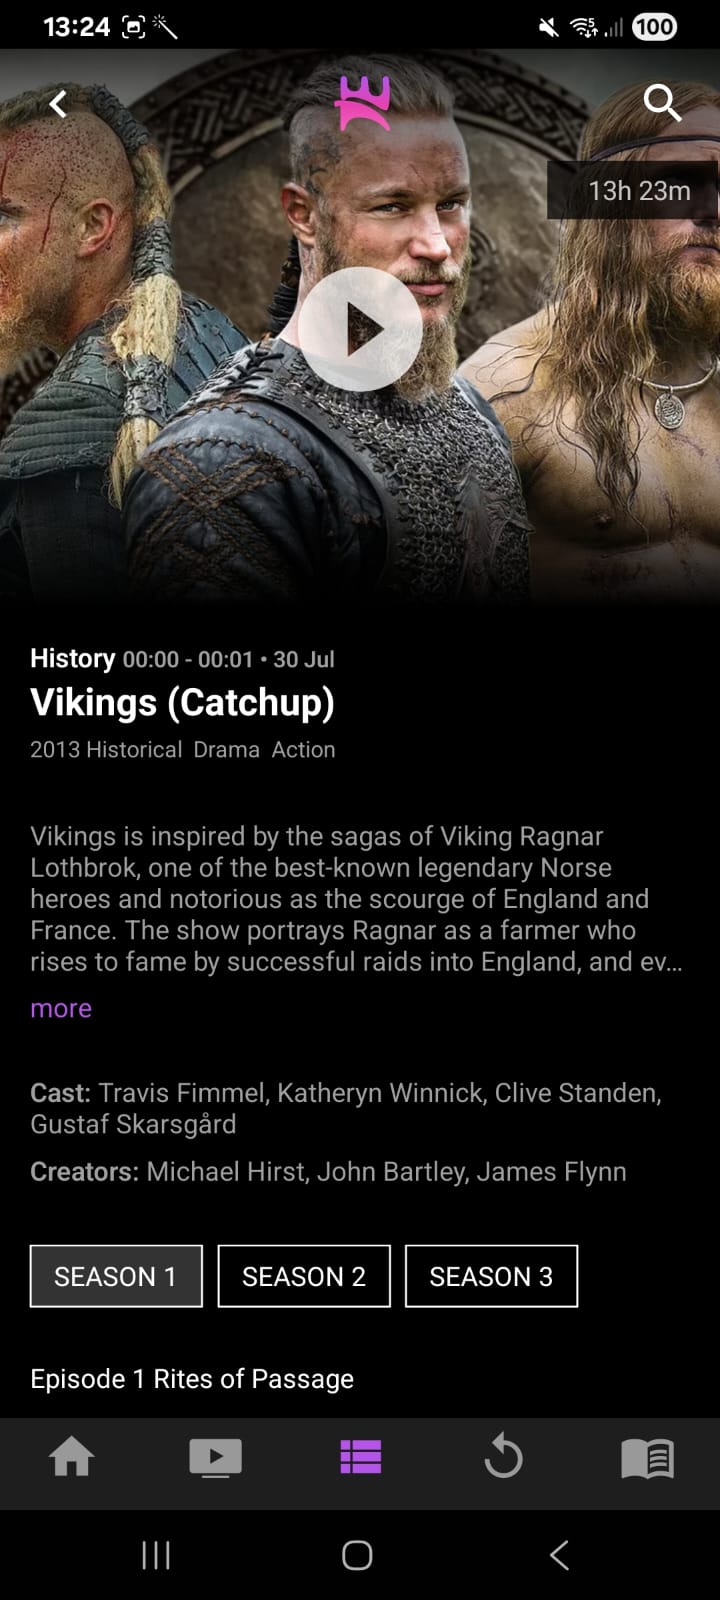 13:24
5
100
13h 23m
History 00:00 - 00:01 • 30 Jul
Vikings (Catchup)
2013 Historical Drama Action
Vikings is inspired by the sagas of Viking Ragnar
Lothbrok, one of the best-known legendary Norse
heroes and notorious as the scourge of England and
France. The show portrays Ragnar as a farmer who
rises to fame by successful raids into England, and ev...
more
Cast: Travis Fimmel, Katheryn Winnick, Clive Standen,
Gustaf Skarsgård
Creators: Michael Hirst, John Bartley, James Flynn
SEASON 1
SEASON 2
SEASON 3
Episode 1 Rites of Passage